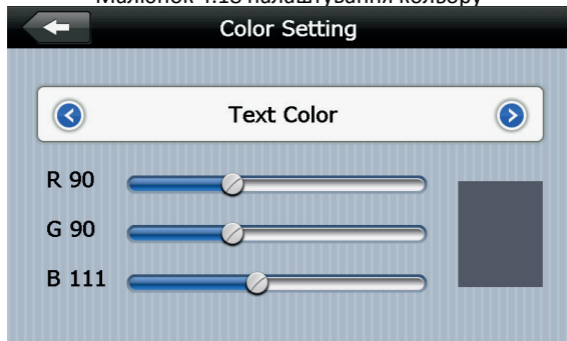 Малюнок 4.18 налаштування кольору
Color Setting
Text Color
R 90
G 90
B 111